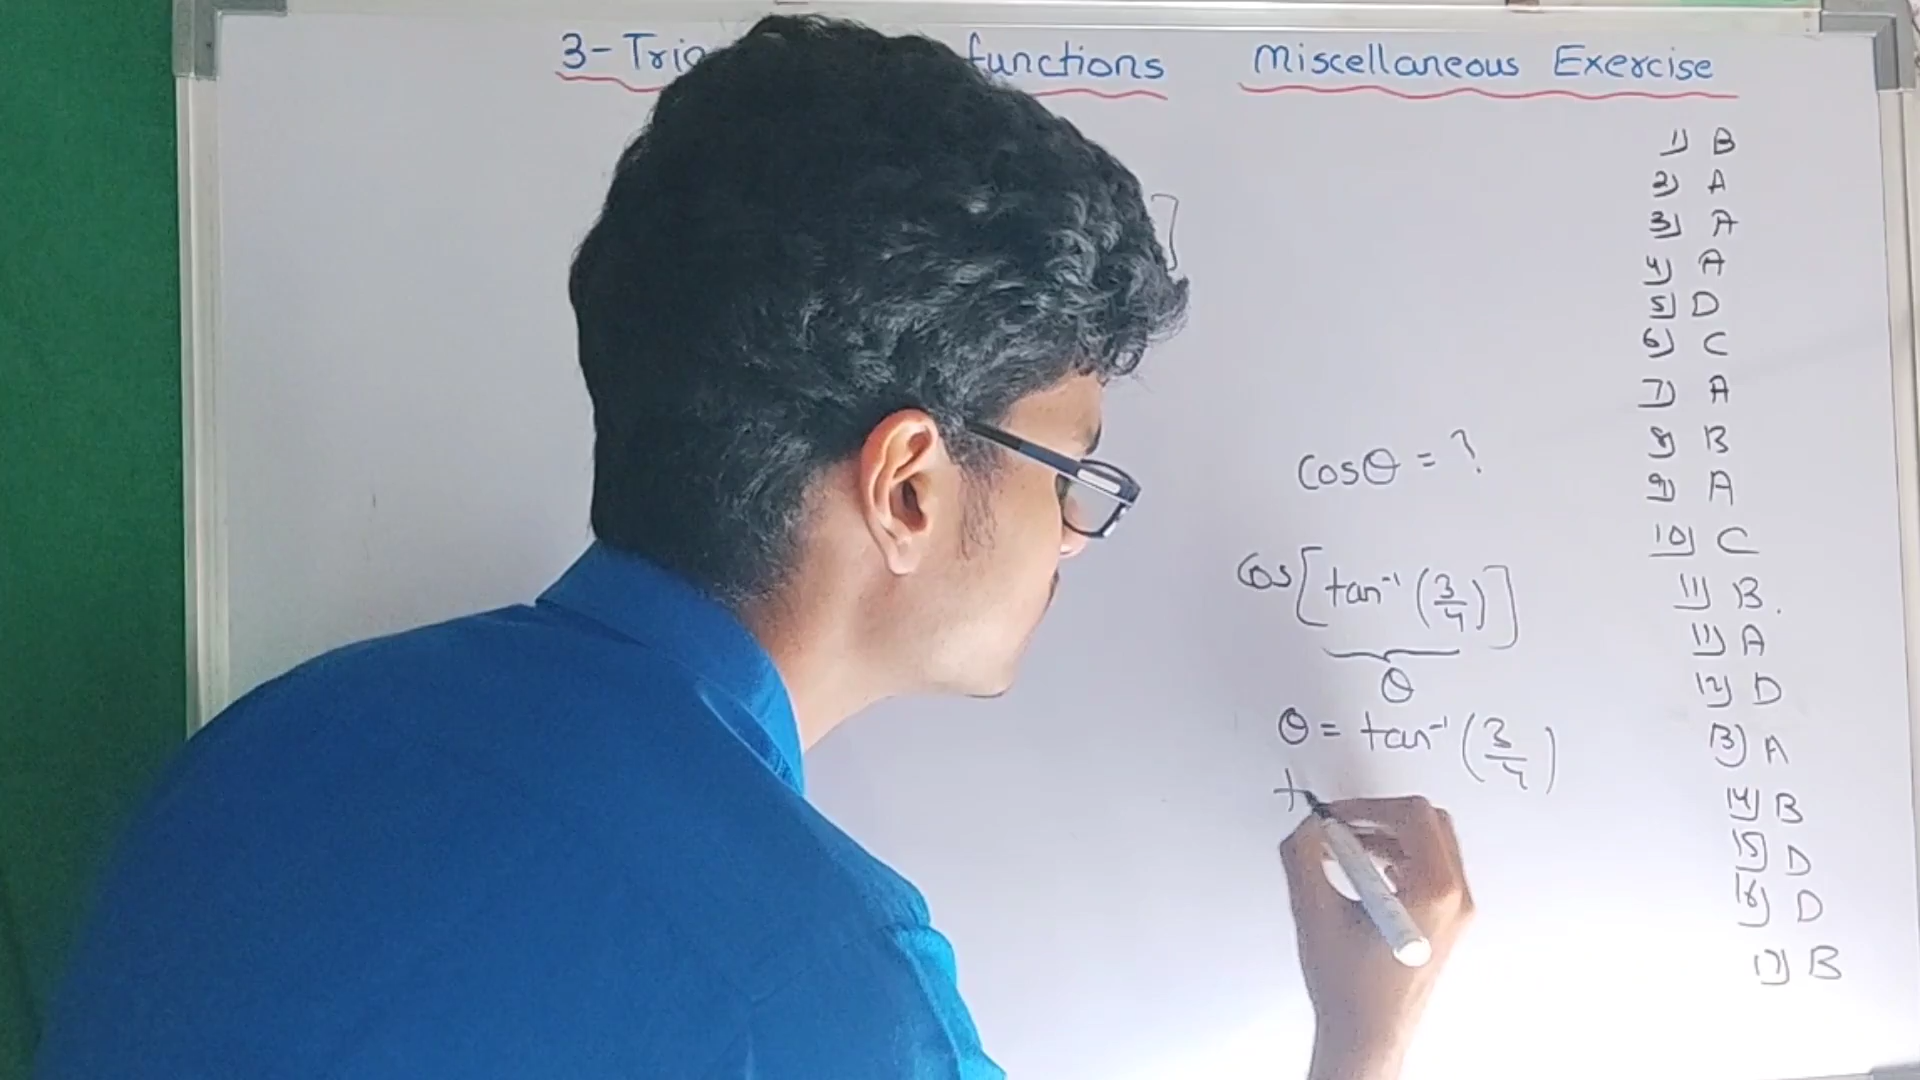 3- functions Miscellaneous Exercise
]
cosθ = ?
cos[tan⁻¹(3/4)]
θ
θ = tan⁻¹(3/4)
t
1) B
2) A
3) A
4) A
5) D
6) C
7) A
8) B
9) A
10) C
11) B.
11) A
12) D
13) A
14) B
15) D
16) D
17) B